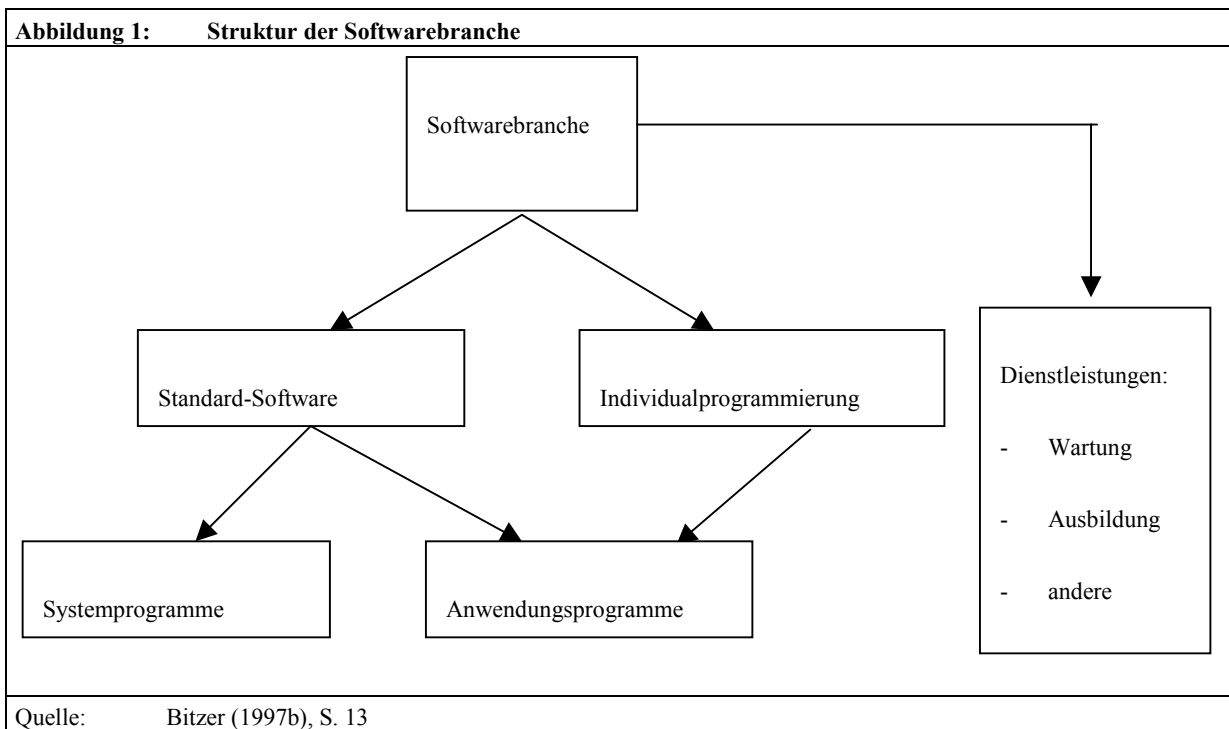 Abbildung 1: Struktur der Softwarebranche
Softwarebranche
Standard-Software
Individualprogrammierung
Dienstleistungen:
- Wartung
- Ausbildung
- andere
Systemprogramme
Anwendungsprogramme
Quelle: Bitzer (1997b), S. 13